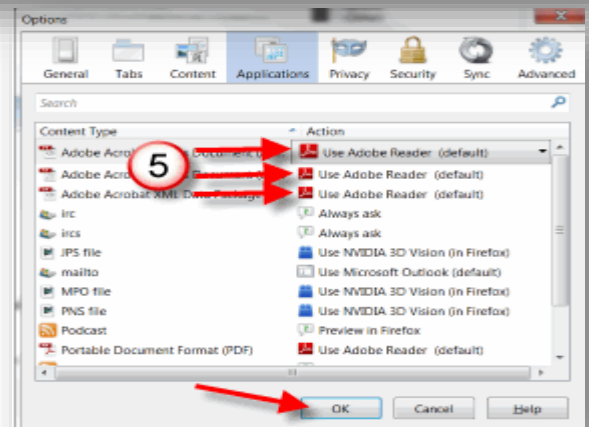 Options
General Tabs Content Applications Privacy Security Sync Advanced
Search
Content Type Action
Adobe Document Use Adobe Reader (default)
5
Adobe Document Use Adobe Reader (default)
Adobe Acrobat XML Data Package Use Adobe Reader (default)
irc Always ask
ircs Always ask
JPS file Use NVIDIA 3D Vision (in Firefox)
mailto Use Microsoft Outlook (default)
MPO file Use NVIDIA 3D Vision (in Firefox)
PNS file Use NVIDIA 3D Vision (in Firefox)
Podcast Preview in Firefox
Portable Document Format (PDF) Use Adobe Reader (default)
OK Cancel Help